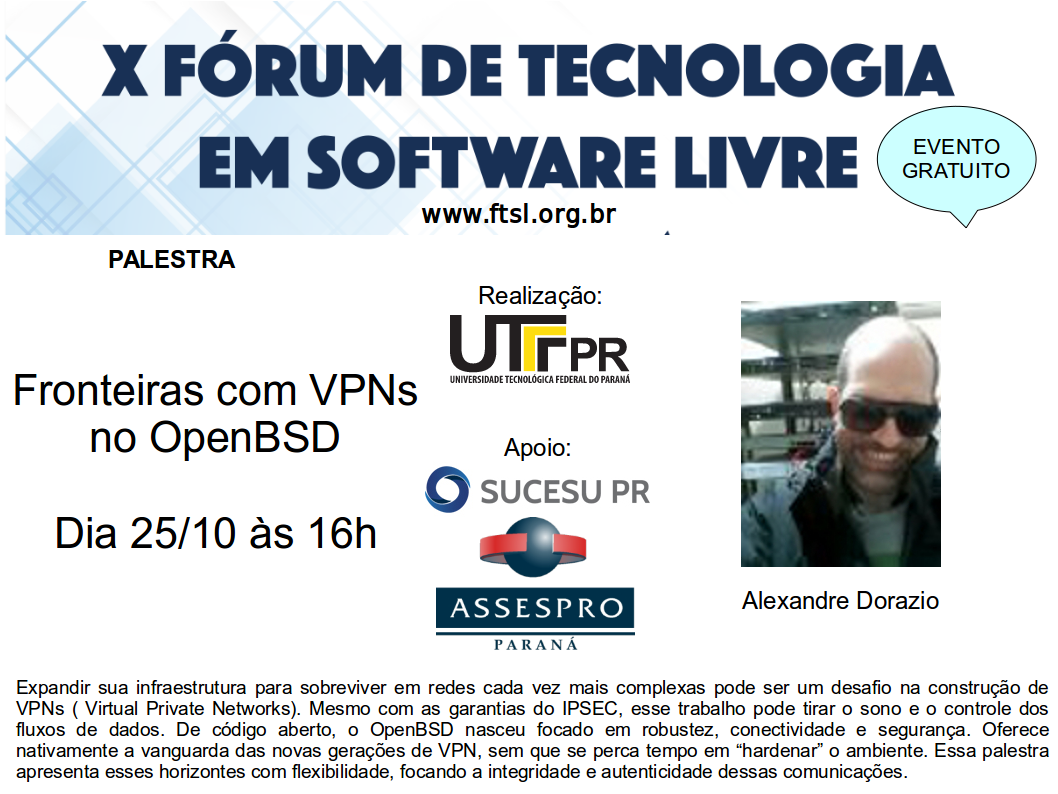 X FÓRUM DE TECNOLOGIA
EM SOFTWARE LIVRE
EVENTO
GRATUITO
www.ftsl.org.br
PALESTRA
Fronteiras com VPNs
no OpenBSD
Dia 25/10 às 16h
Realização:
UTFPR
UNIVERSIDADE TECNOLÓGICA FEDERAL DO PARANÁ
Apoio:
SUCESU PR
ASSESPRO
PARANÁ
Alexandre Dorazio
Expandir sua infraestrutura para sobreviver em redes cada vez mais complexas pode ser um desafio na construção de
VPNs ( Virtual Private Networks). Mesmo com as garantias do IPSEC, esse trabalho pode tirar o sono e o controle dos
fluxos de dados. De código aberto, o OpenBSD nasceu focado em robustez, conectividade e segurança. Oferece
nativamente a vanguarda das novas gerações de VPN, sem que se perca tempo em “hardenar” o ambiente. Essa palestra
apresenta esses horizontes com flexibilidade, focando a integridade e autenticidade dessas comunicações.